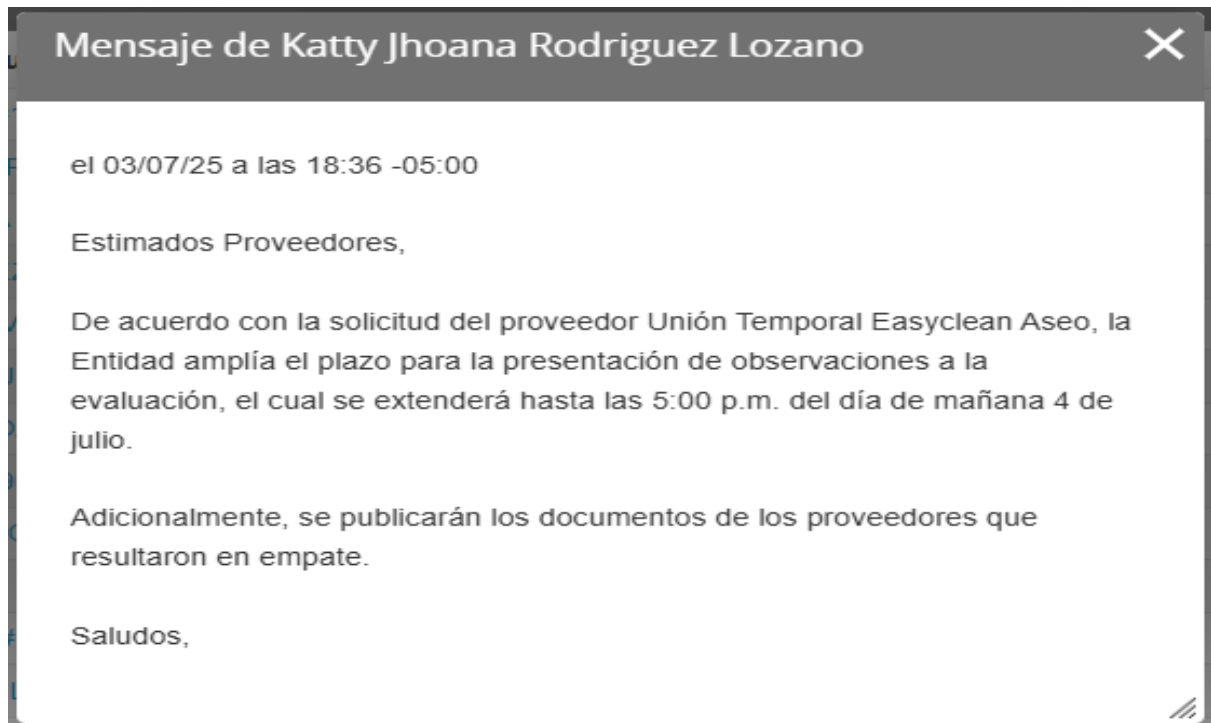 Mensaje de Katty Jhoana Rodriguez Lozano
el 03/07/25 a las 18:36 -05:00
Estimados Proveedores,
De acuerdo con la solicitud del proveedor Unión Temporal Easyclean Aseo, la
Entidad amplía el plazo para la presentación de observaciones a la
evaluación, el cual se extenderá hasta las 5:00 p.m. del día de mañana 4 de
julio.
Adicionalmente, se publicarán los documentos de los proveedores que
resultaron en empate.
Saludos,